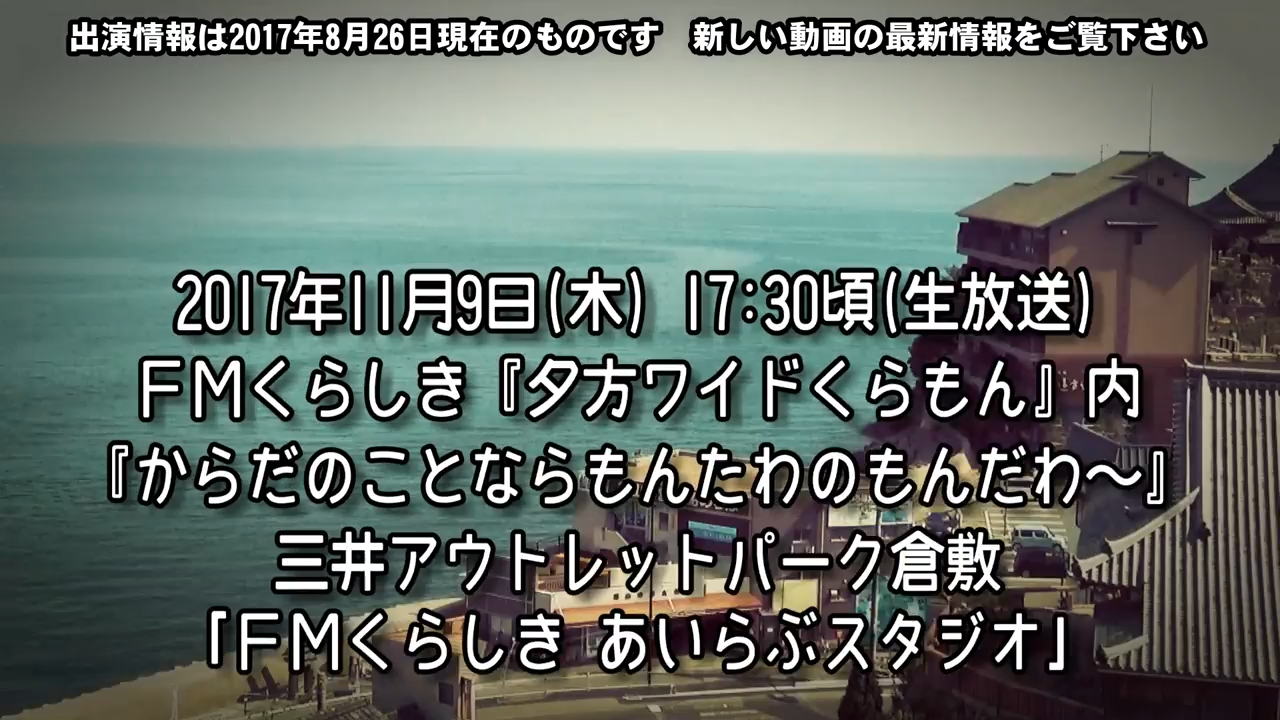 出演情報は2017年8月26日現在のものです　新しい動画の最新情報をご覧下さい
2017年11月9日(木) 17:30頃(生放送)
ＦＭくらしき『夕方ワイドくらもん』内
『からだのことならもんたわのもんだわ～』
三井アウトレットパーク倉敷
「ＦＭくらしき あいらぶスタジオ」